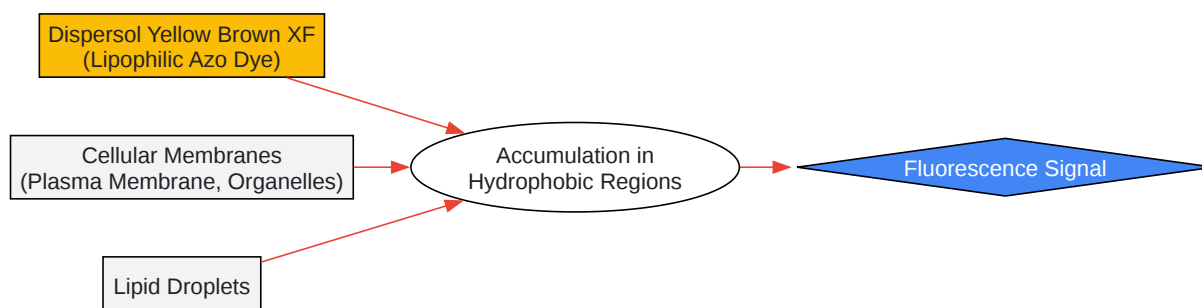 Dispersol Yellow Brown XF
(Lipophilic Azo Dye)
Cellular Membranes
(Plasma Membrane, Organelles)
Lipid Droplets
Accumulation in
Hydrophobic Regions
Fluorescence Signal